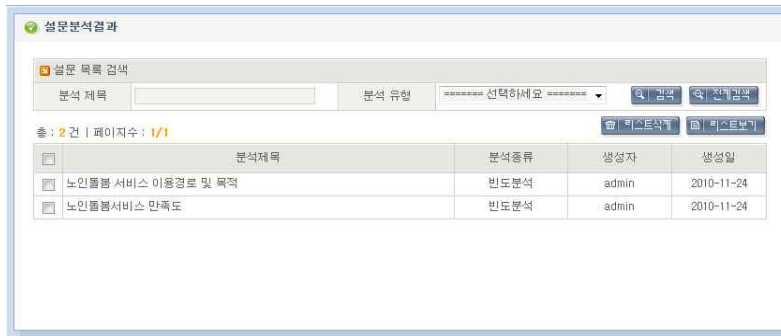 설문분석결과
설문 목록 검색
분석 제목 분석 유형 ======= 선택하세요 ======= 검색 전체검색
총 : 2 건 | 페이지수 : 1/1 리스트삭제 리스트보기
분석제목 분석종류 생성자 생성일
노인돌봄 서비스 이용경로 및 목적 빈도분석 admin 2010-11-24
노인돌봄서비스 만족도 빈도분석 admin 2010-11-24